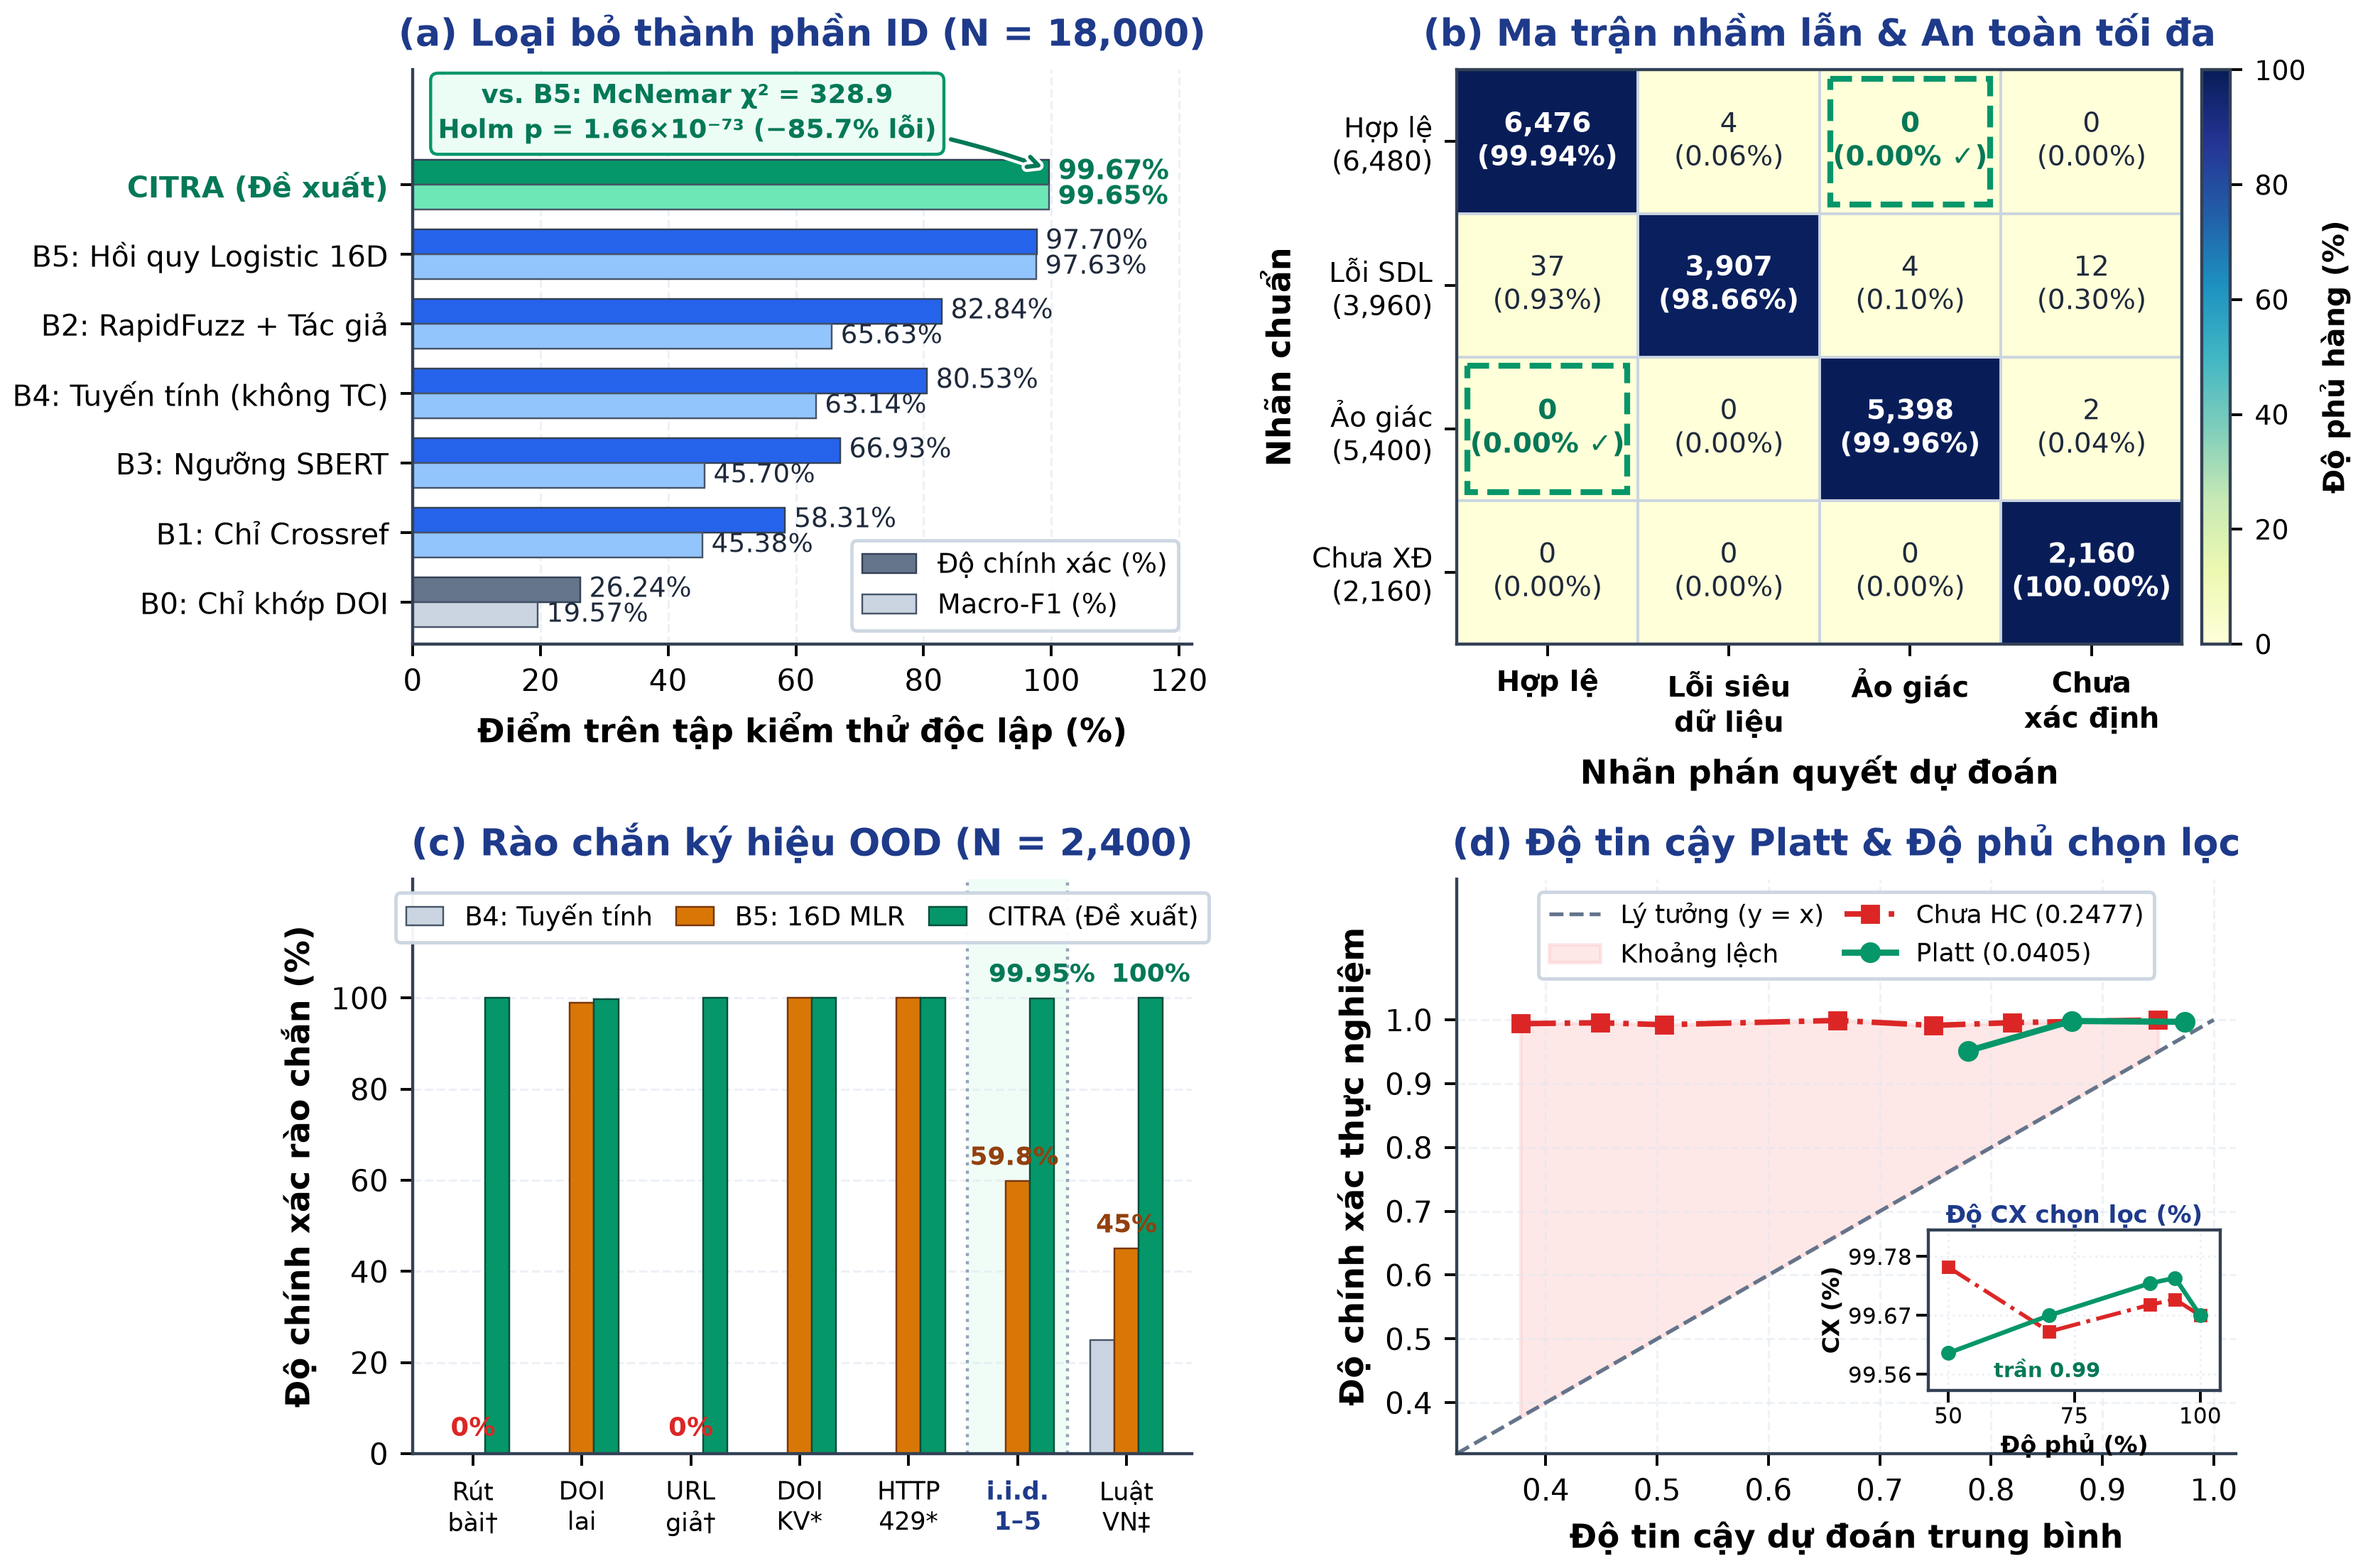 (a) Loại bỏ thành phần ID (N = 18,000)
vs. B5: McNemar χ² = 328.9
Holm p = 1.66×10⁻⁷³ (−85.7% lỗi)
CITRA (Đề xuất)
99.67%
99.65%
B5: Hồi quy Logistic 16D
97.70%
97.63%
B2: RapidFuzz + Tác giả
82.84%
65.63%
B4: Tuyến tính (không TC)
80.53%
63.14%
B3: Ngưỡng SBERT
66.93%
45.70%
B1: Chỉ Crossref
58.31%
45.38%
B0: Chỉ khớp DOI
26.24%
19.57%
Độ chính xác (%)
Macro-F1 (%)
0 20 40 60 80 100 120
Điểm trên tập kiểm thử độc lập (%)
(b) Ma trận nhầm lẫn & An toàn tối đa
Nhãn chuẩn
Hợp lệ
(6,480)
6,476
(99.94%)
4
(0.06%)
0
(0.00% ✓)
0
(0.00%)
Lỗi SDL
(3,960)
37
(0.93%)
3,907
(98.66%)
4
(0.10%)
12
(0.30%)
Ảo giác
(5,400)
0
(0.00% ✓)
0
(0.00%)
5,398
(99.96%)
2
(0.04%)
Chưa XĐ
(2,160)
0
(0.00%)
0
(0.00%)
0
(0.00%)
2,160
(100.00%)
Hợp lệ
Lỗi siêu
dữ liệu
Ảo giác
Chưa
xác định
Nhãn phán quyết dự đoán
100
80
60
40
20
0
Độ phủ hàng (%)
(c) Rào chắn ký hiệu OOD (N = 2,400)
B4: Tuyến tính
B5: 16D MLR
CITRA (Đề xuất)
Độ chính xác rào chắn (%)
100
80
60
40
20
0
0%
0%
59.8%
99.95%
45%
100%
Rút
bài†
DOI
lai
URL
giả†
DOI
KV*
HTTP
429*
i.i.d.
1–5
Luật
VN‡
(d) Độ tin cậy Platt & Độ phủ chọn lọc
Lý tưởng (y = x)
Khoảng lệch
Chưa HC (0.2477)
Platt (0.0405)
Độ chính xác thực nghiệm
1.0
0.9
0.8
0.7
0.6
0.5
0.4
Độ CX chọn lọc (%)
CX (%)
99.78
99.67
99.56
trần 0.99
50 75 100
Độ phủ (%)
0.4 0.5 0.6 0.7 0.8 0.9 1.0
Độ tin cậy dự đoán trung bình